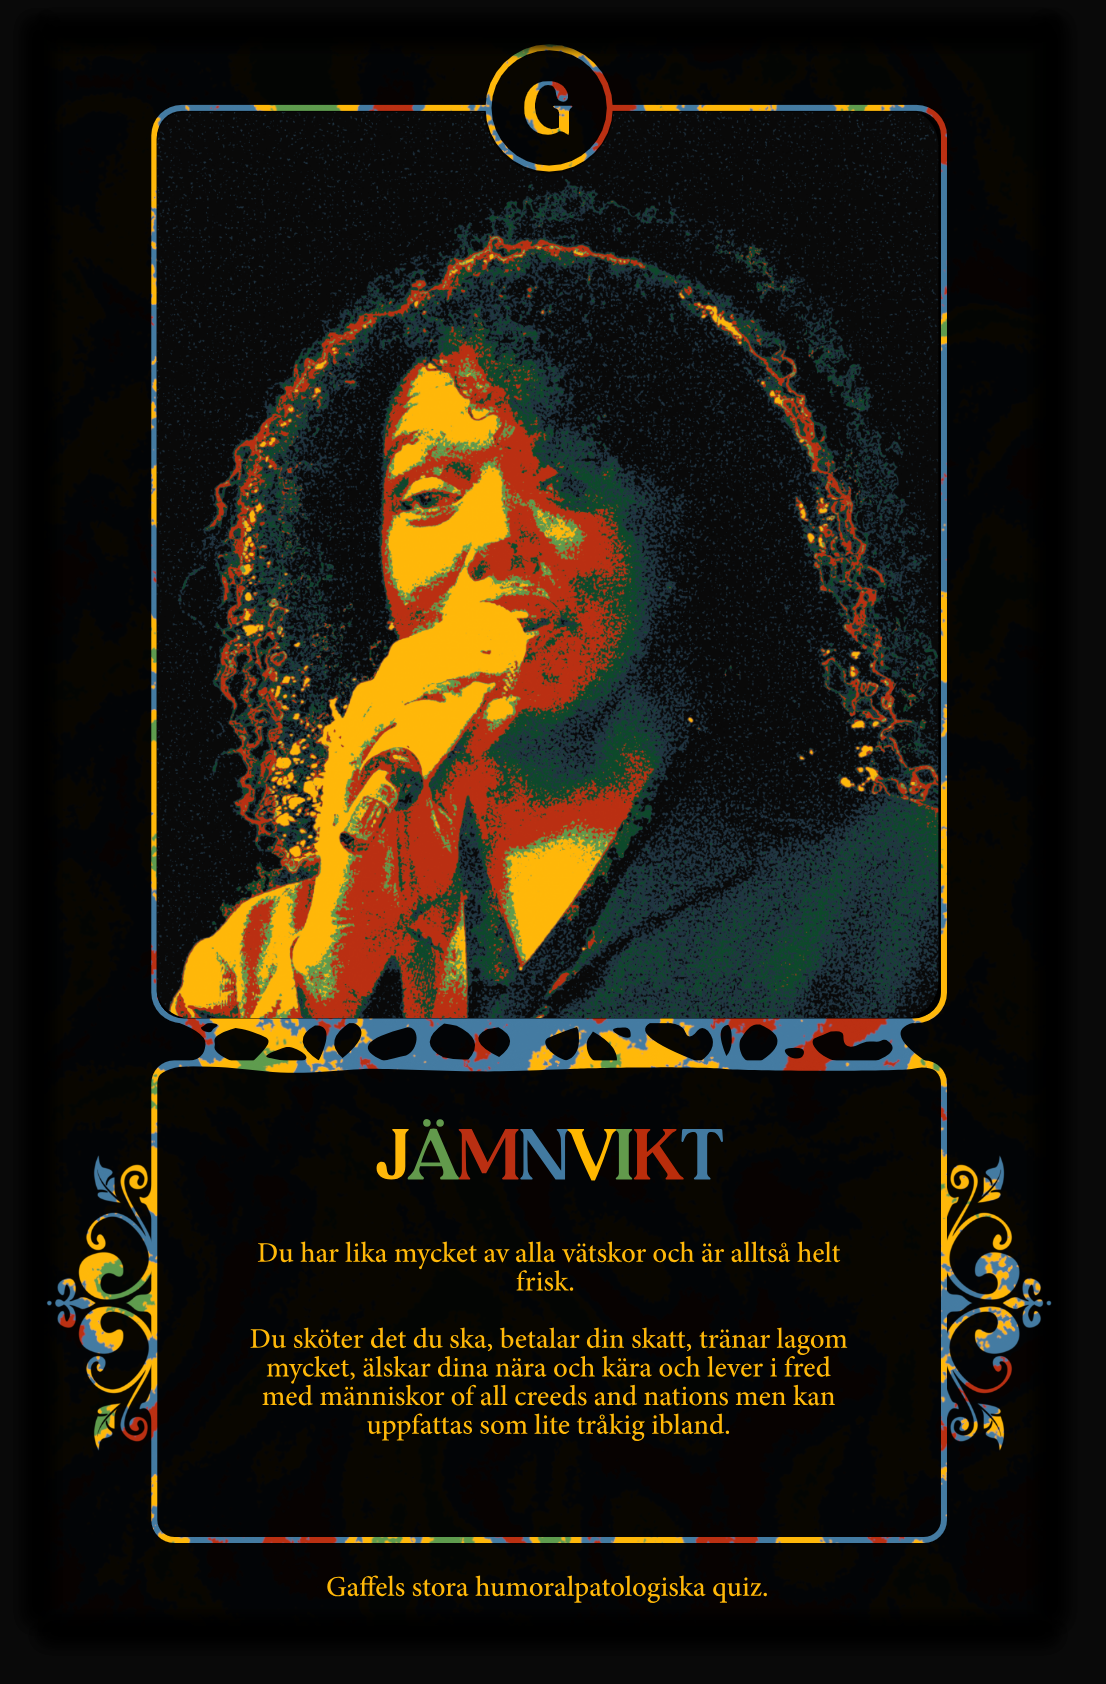 G
JÄMNVIKT
Du har lika mycket av alla vätskor och är alltså helt
frisk.
Du sköter det du ska, betalar din skatt, tränar lagom
mycket, älskar dina nära och kära och lever i fred
med människor of all creeds and nations men kan
uppfattas som lite tråkig ibland.
Gaffels stora humoralpatologiska quiz.